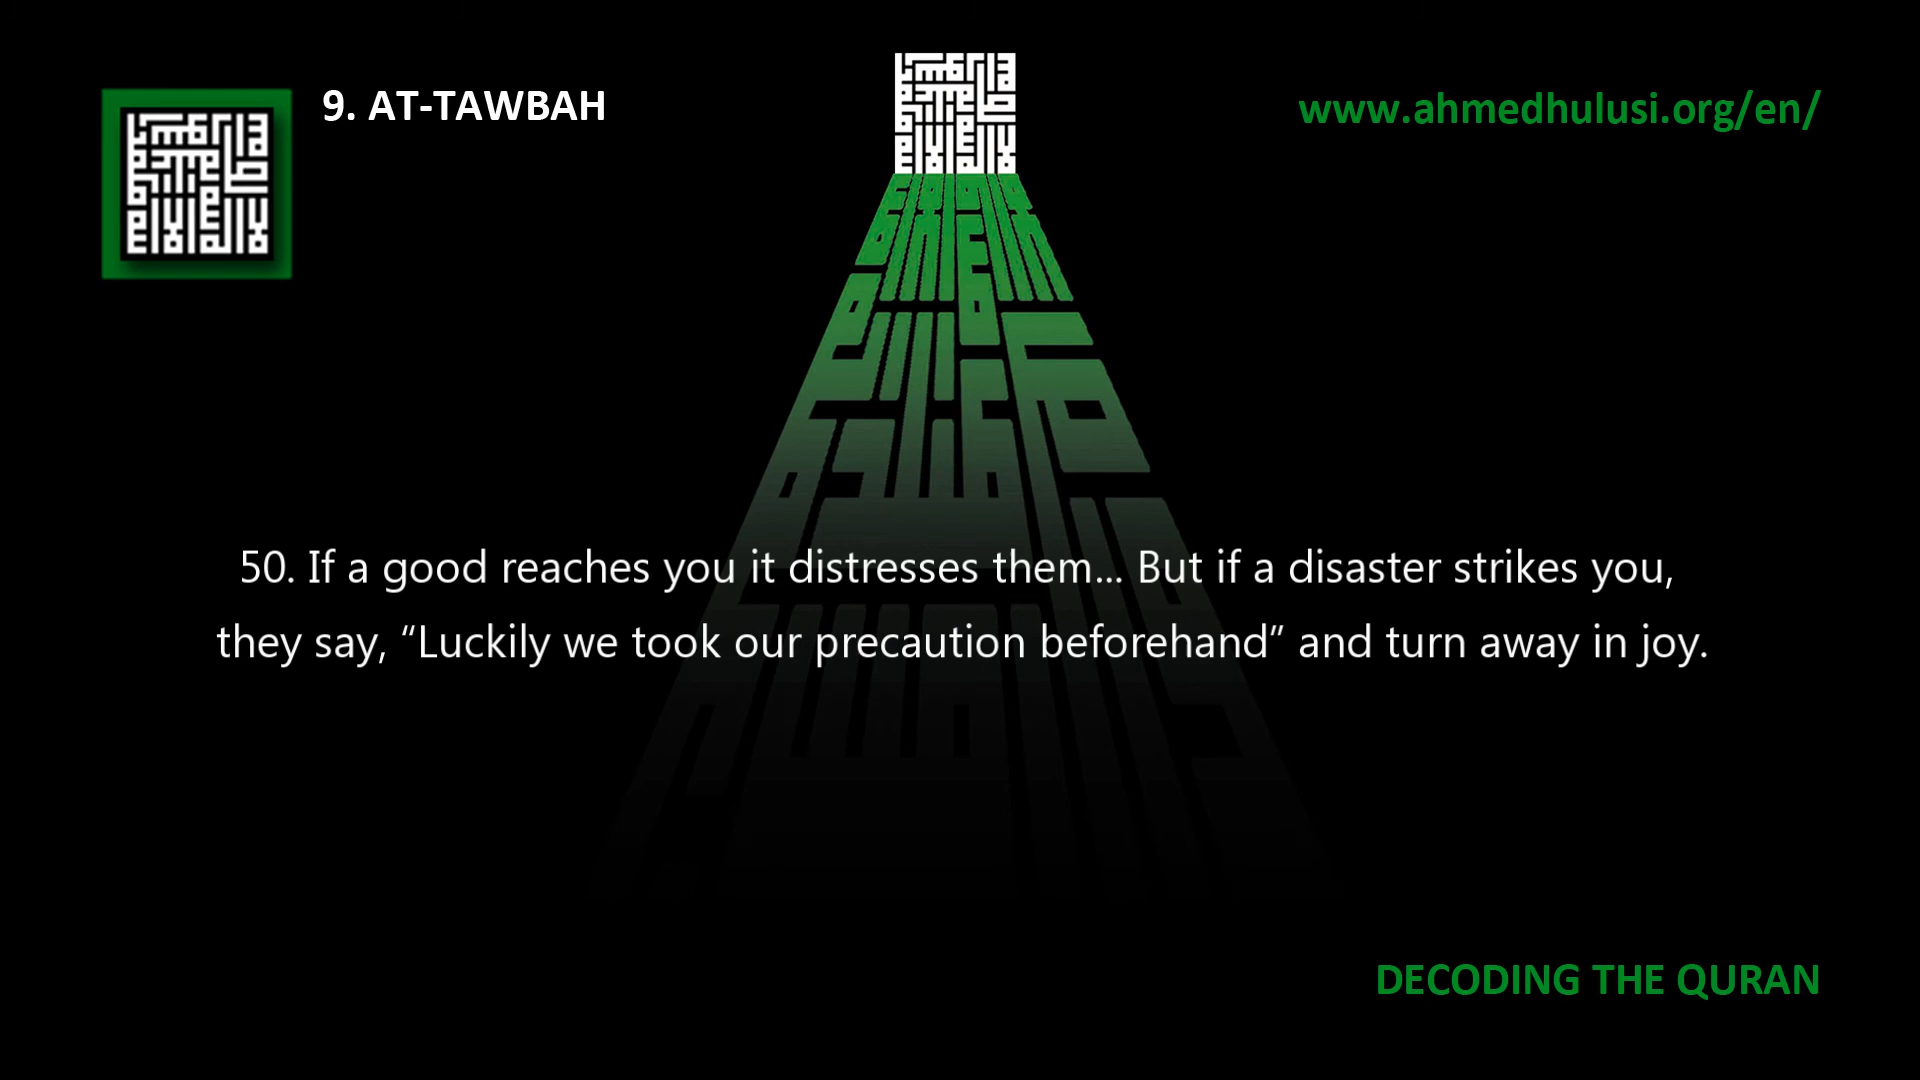 9. AT-TAWBAH
www.ahmedhulusi.org/en/
50. If a good reaches you it distresses them... But if a disaster strikes you,
they say, “Luckily we took our precaution beforehand” and turn away in joy.
DECODING THE QURAN